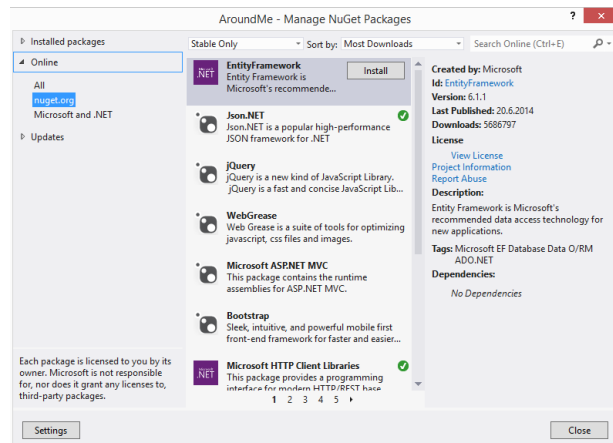 AroundMe - Manage NuGet Packages
? ×
Installed packages
Online
All
nuget.org
Microsoft and .NET
Updates
Each package is licensed to you by its
owner. Microsoft is not responsible
for, nor does it grant any licenses to,
third-party packages.
Stable Only
Sort by: Most Downloads
Search Online (Ctrl+E)
EntityFramework
Entity Framework is
Microsoft's recommende...
Install
Json.NET
Json.NET is a popular high-performance
JSON framework for .NET
jQuery
jQuery is a new kind of JavaScript Library.
jQuery is a fast and concise JavaScript Lib...
WebGrease
Web Grease is a suite of tools for optimizing
javascript, css files and images.
Microsoft ASP.NET MVC
This package contains the runtime
assemblies for ASP.NET MVC.
Bootstrap
Sleek, intuitive, and powerful mobile first
front-end framework for faster and easier...
.NET
Microsoft HTTP Client Libraries
This package provides a programming
interface for modern HTTP/REST base
1 2 3 4 5
Created by: Microsoft
Id: EntityFramework
Version: 6.1.1
Last Published: 20.6.2014
Downloads: 5686797
License
View License
Project Information
Report Abuse
Description:
Entity Framework is Microsoft's
recommended data access technology for
new applications.
Tags: Microsoft EF Database Data O/RM
ADO.NET
Dependencies:
No Dependencies
Settings
Close